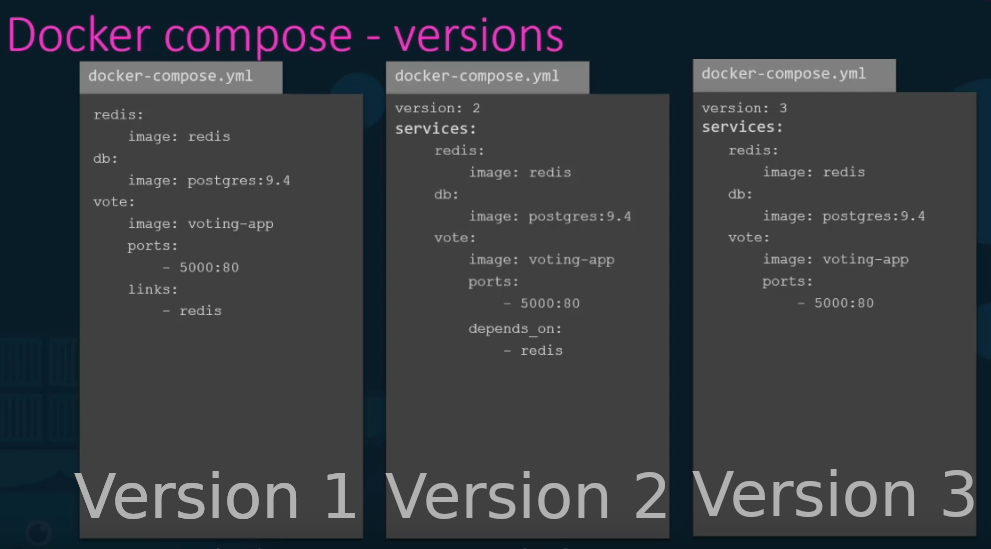 Docker compose - versions
docker-compose.yml
redis:
image: redis
db:
image: postgres:9.4
vote:
image: voting-app
ports:
- 5000:80
links:
- redis
Version 1
docker-compose.yml
version: 2
services:
redis:
image: redis
db:
image: postgres:9.4
vote:
image: voting-app
ports:
- 5000:80
depends_on:
- redis
Version 2
docker-compose.yml
version: 3
services:
redis:
image: redis
db:
image: postgres:9.4
vote:
image: voting-app
ports:
- 5000:80
Version 3